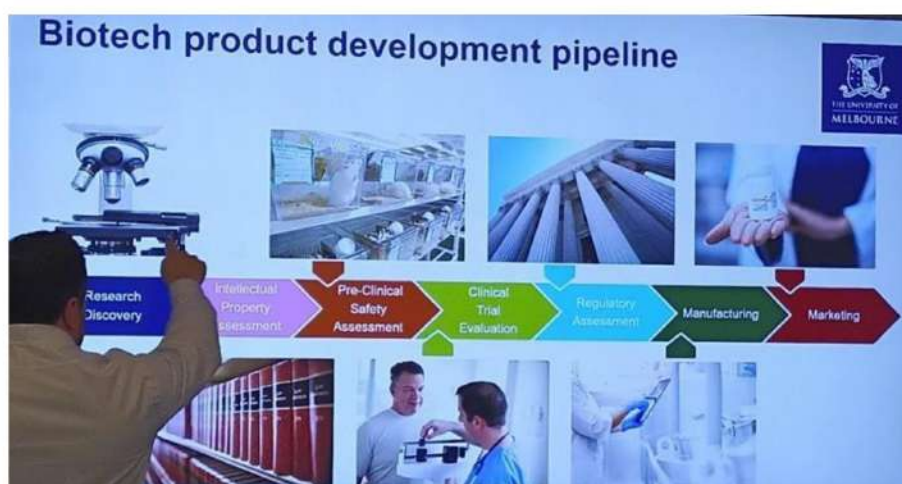 Biotech product development pipeline
THE UNIVERSITY OF
MELBOURNE
Research
Discovery
Intellectual
Property
Assessment
Pre-Clinical
Safety
Assessment
Clinical
Trial
Evaluation
Regulatory
Assessment
Manufacturing
Marketing